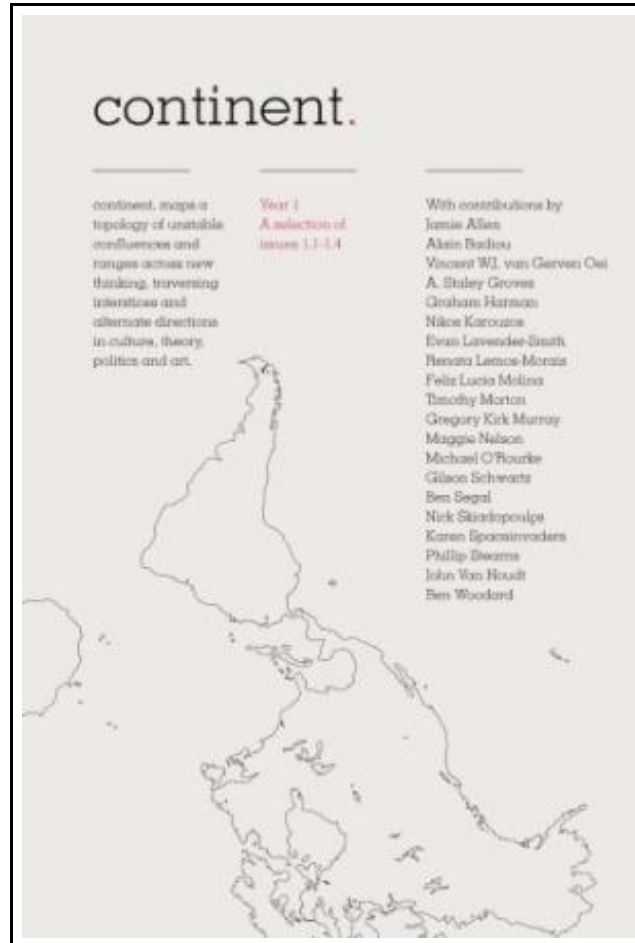 continent.
continent. maps a
topology of unstable
confluences and
ranges across new
thinking, traversing
interstices and
alternate directions
in culture, theory,
politics and art.
Year 1
A selection of
issues 1.1-1.4
With contributions by
Jamie Allen
Alain Badiou
Vincent W.J. van Gerven Oei
A. Staley Groves
Graham Harman
Nikos Karouzos
Evan Lavender-Smith
Renata Lemos-Morais
Feliz Lucia Molina
Timothy Morton
Gregory Kirk Murray
Maggie Nelson
Michael O'Rourke
Gilson Schwartz
Ben Segal
Nick Skiadopoulos
Karen Spaceinvaders
Phillip Stearns
John Van Houdt
Ben Woodard